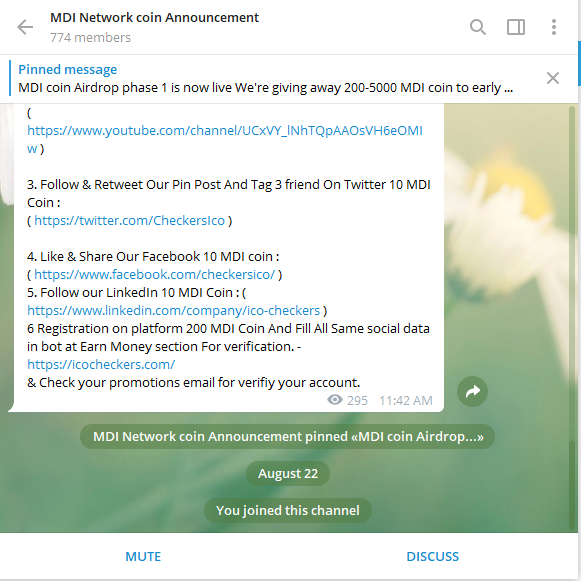 MDI Network coin Announcement
774 members
Pinned message
MDI coin Airdrop phase 1 is now live We're giving away 200-5000 MDI coin to early ...
(
https://www.youtube.com/channel/UCxVY_lNhTQpAAOsVH6eOMI
w )
3. Follow & Retweet Our Pin Post And Tag 3 friend On Twitter 10 MDI
Coin :
( https://twitter.com/CheckersIco )
4. Like & Share Our Facebook 10 MDI coin :
( https://www.facebook.com/checkersico/ )
5. Follow our LinkedIn 10 MDI Coin : (
https://www.linkedin.com/company/ico-checkers )
6 Registration on platform 200 MDI Coin And Fill All Same social data
in bot at Earn Money section For verification. -
https://icocheckers.com/
& Check your promotions email for verifiy your account.
295 11:42 AM
MDI Network coin Announcement pinned «MDI coin Airdrop...»
August 22
You joined this channel
MUTE DISCUSS